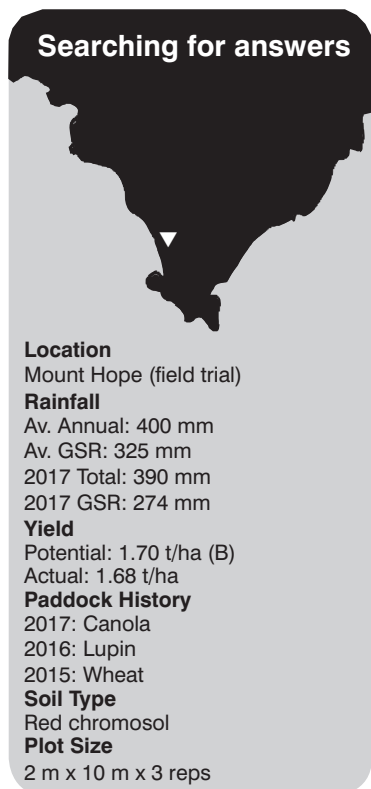 Searching for answers
Location
Mount Hope (field trial)
Rainfall
Av. Annual: 400 mm
Av. GSR: 325 mm
2017 Total: 390 mm
2017 GSR: 274 mm
Yield
Potential: 1.70 t/ha (B)
Actual: 1.68 t/ha
Paddock History
2017: Canola
2016: Lupin
2015: Wheat
Soil Type
Red chromosol
Plot Size
2 m x 10 m x 3 reps